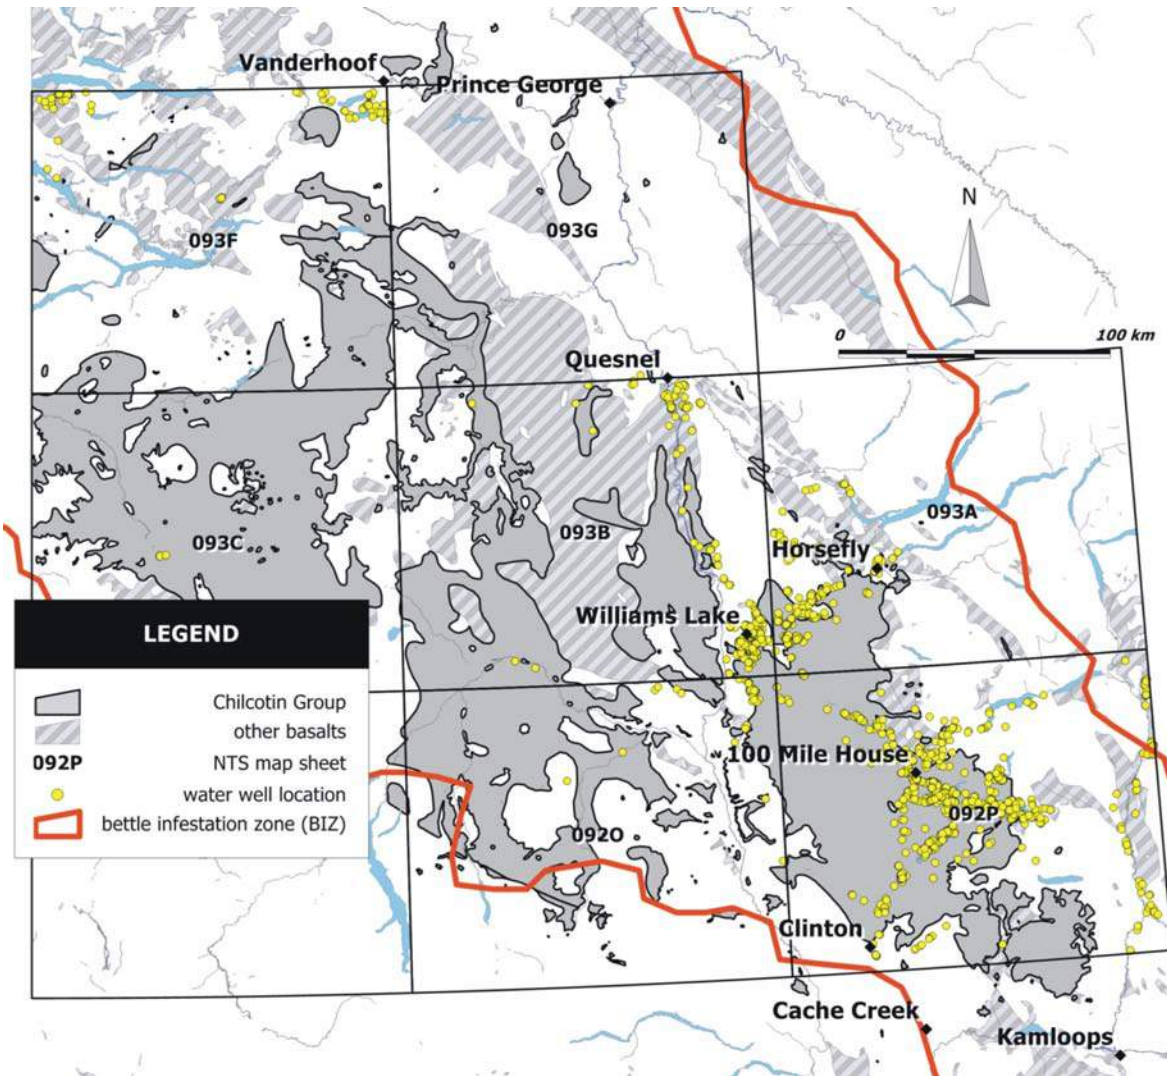 Vanderhoof
Prince George
N
093F
093G
0 100 km
Quesnel
093A
093B
093C
Horsefly
Williams Lake
LEGEND
Chilcotin Group
other basalts
092P NTS map sheet
water well location
bettle infestation zone (BIZ)
100 Mile House
092P
092O
Clinton
Cache Creek
Kamloops